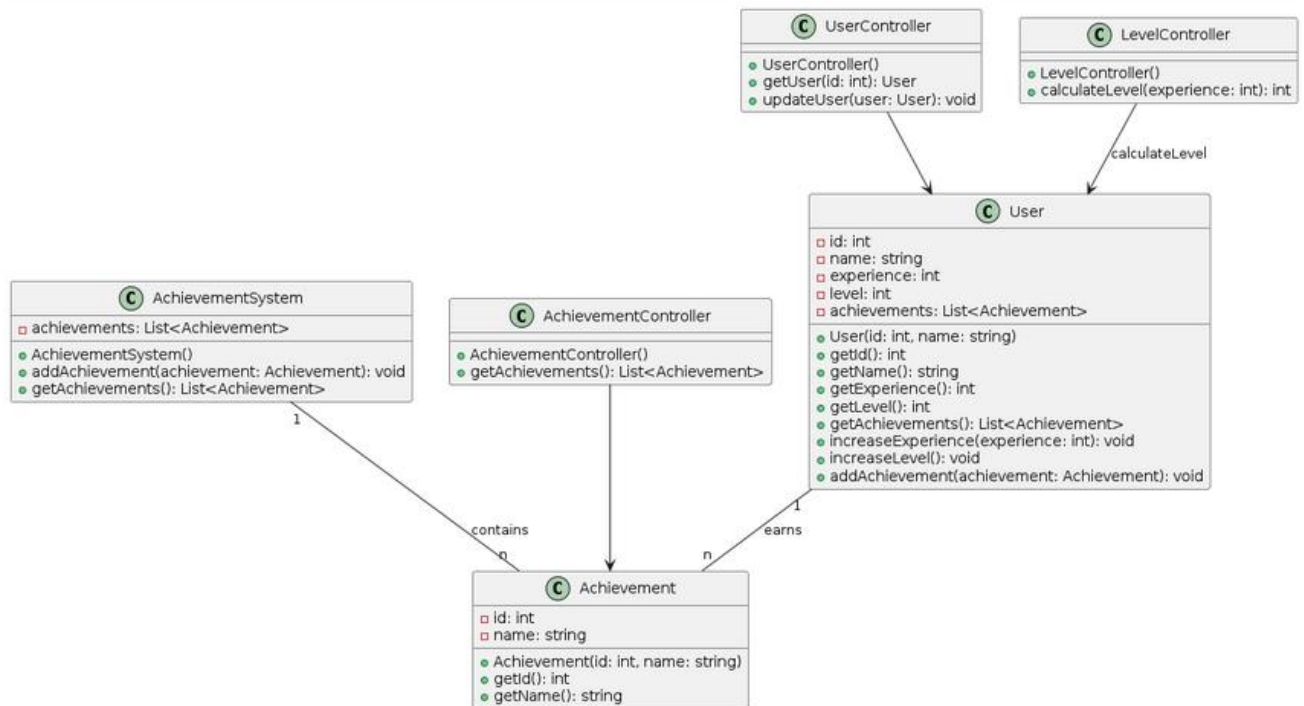 C UserController
UserController()
getUser(id: int): User
updateUser(user: User): void
C LevelController
LevelController()
calculateLevel(experience: int): int
calculateLevel
C User
id: int
name: string
experience: int
level: int
achievements: List<Achievement>
User(id: int, name: string)
getId(): int
getName(): string
getExperience(): int
getLevel(): int
getAchievements(): List<Achievement>
increaseExperience(experience: int): void
increaseLevel(): void
addAchievement(achievement: Achievement): void
C AchievementSystem
achievements: List<Achievement>
AchievementSystem()
addAchievement(achievement: Achievement): void
getAchievements(): List<Achievement>
C AchievementController
AchievementController()
getAchievements(): List<Achievement>
1
contains
n
1
earns
n
C Achievement
id: int
name: string
Achievement(id: int, name: string)
getId(): int
getName(): string